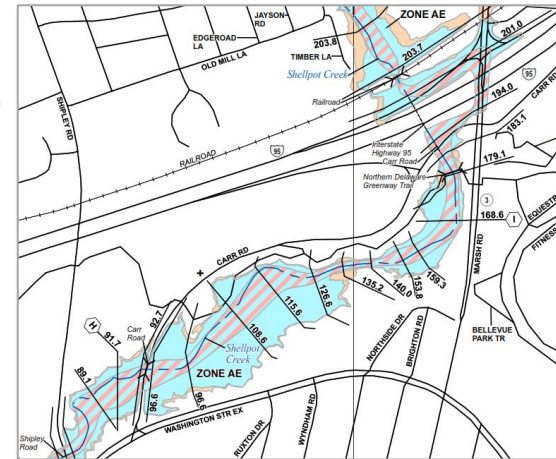 JAYSON
RD
ZONE AE
EDGEROAD
LA
203.8
203.7
201.0
OLD MILL LA
TIMBER LA
Shellpot Creek
95
CARR RD
Railroad
194.0
SHIPLEY RD
183.1
Interstate
Highway 95
Carr Road
RAILROAD
95
179.1
Northern Delaware
Greenway Trail
3
168.6
I
EQUEST
FITNES
CARR RD
MARSH RD
159.3
153.8
140.0
135.2
126.6
115.6
108.6
92.7
Carr
Road
H
91.7
NORTHSIDE DR
BRIGHTON RD
BELLEVUE
PARK TR
89.1
Shellpot
Creek
ZONE AE
96.6
96.6
WASHINGTON STR EX
WYNDHAM RD
RUXTON DR
Shipley
Road